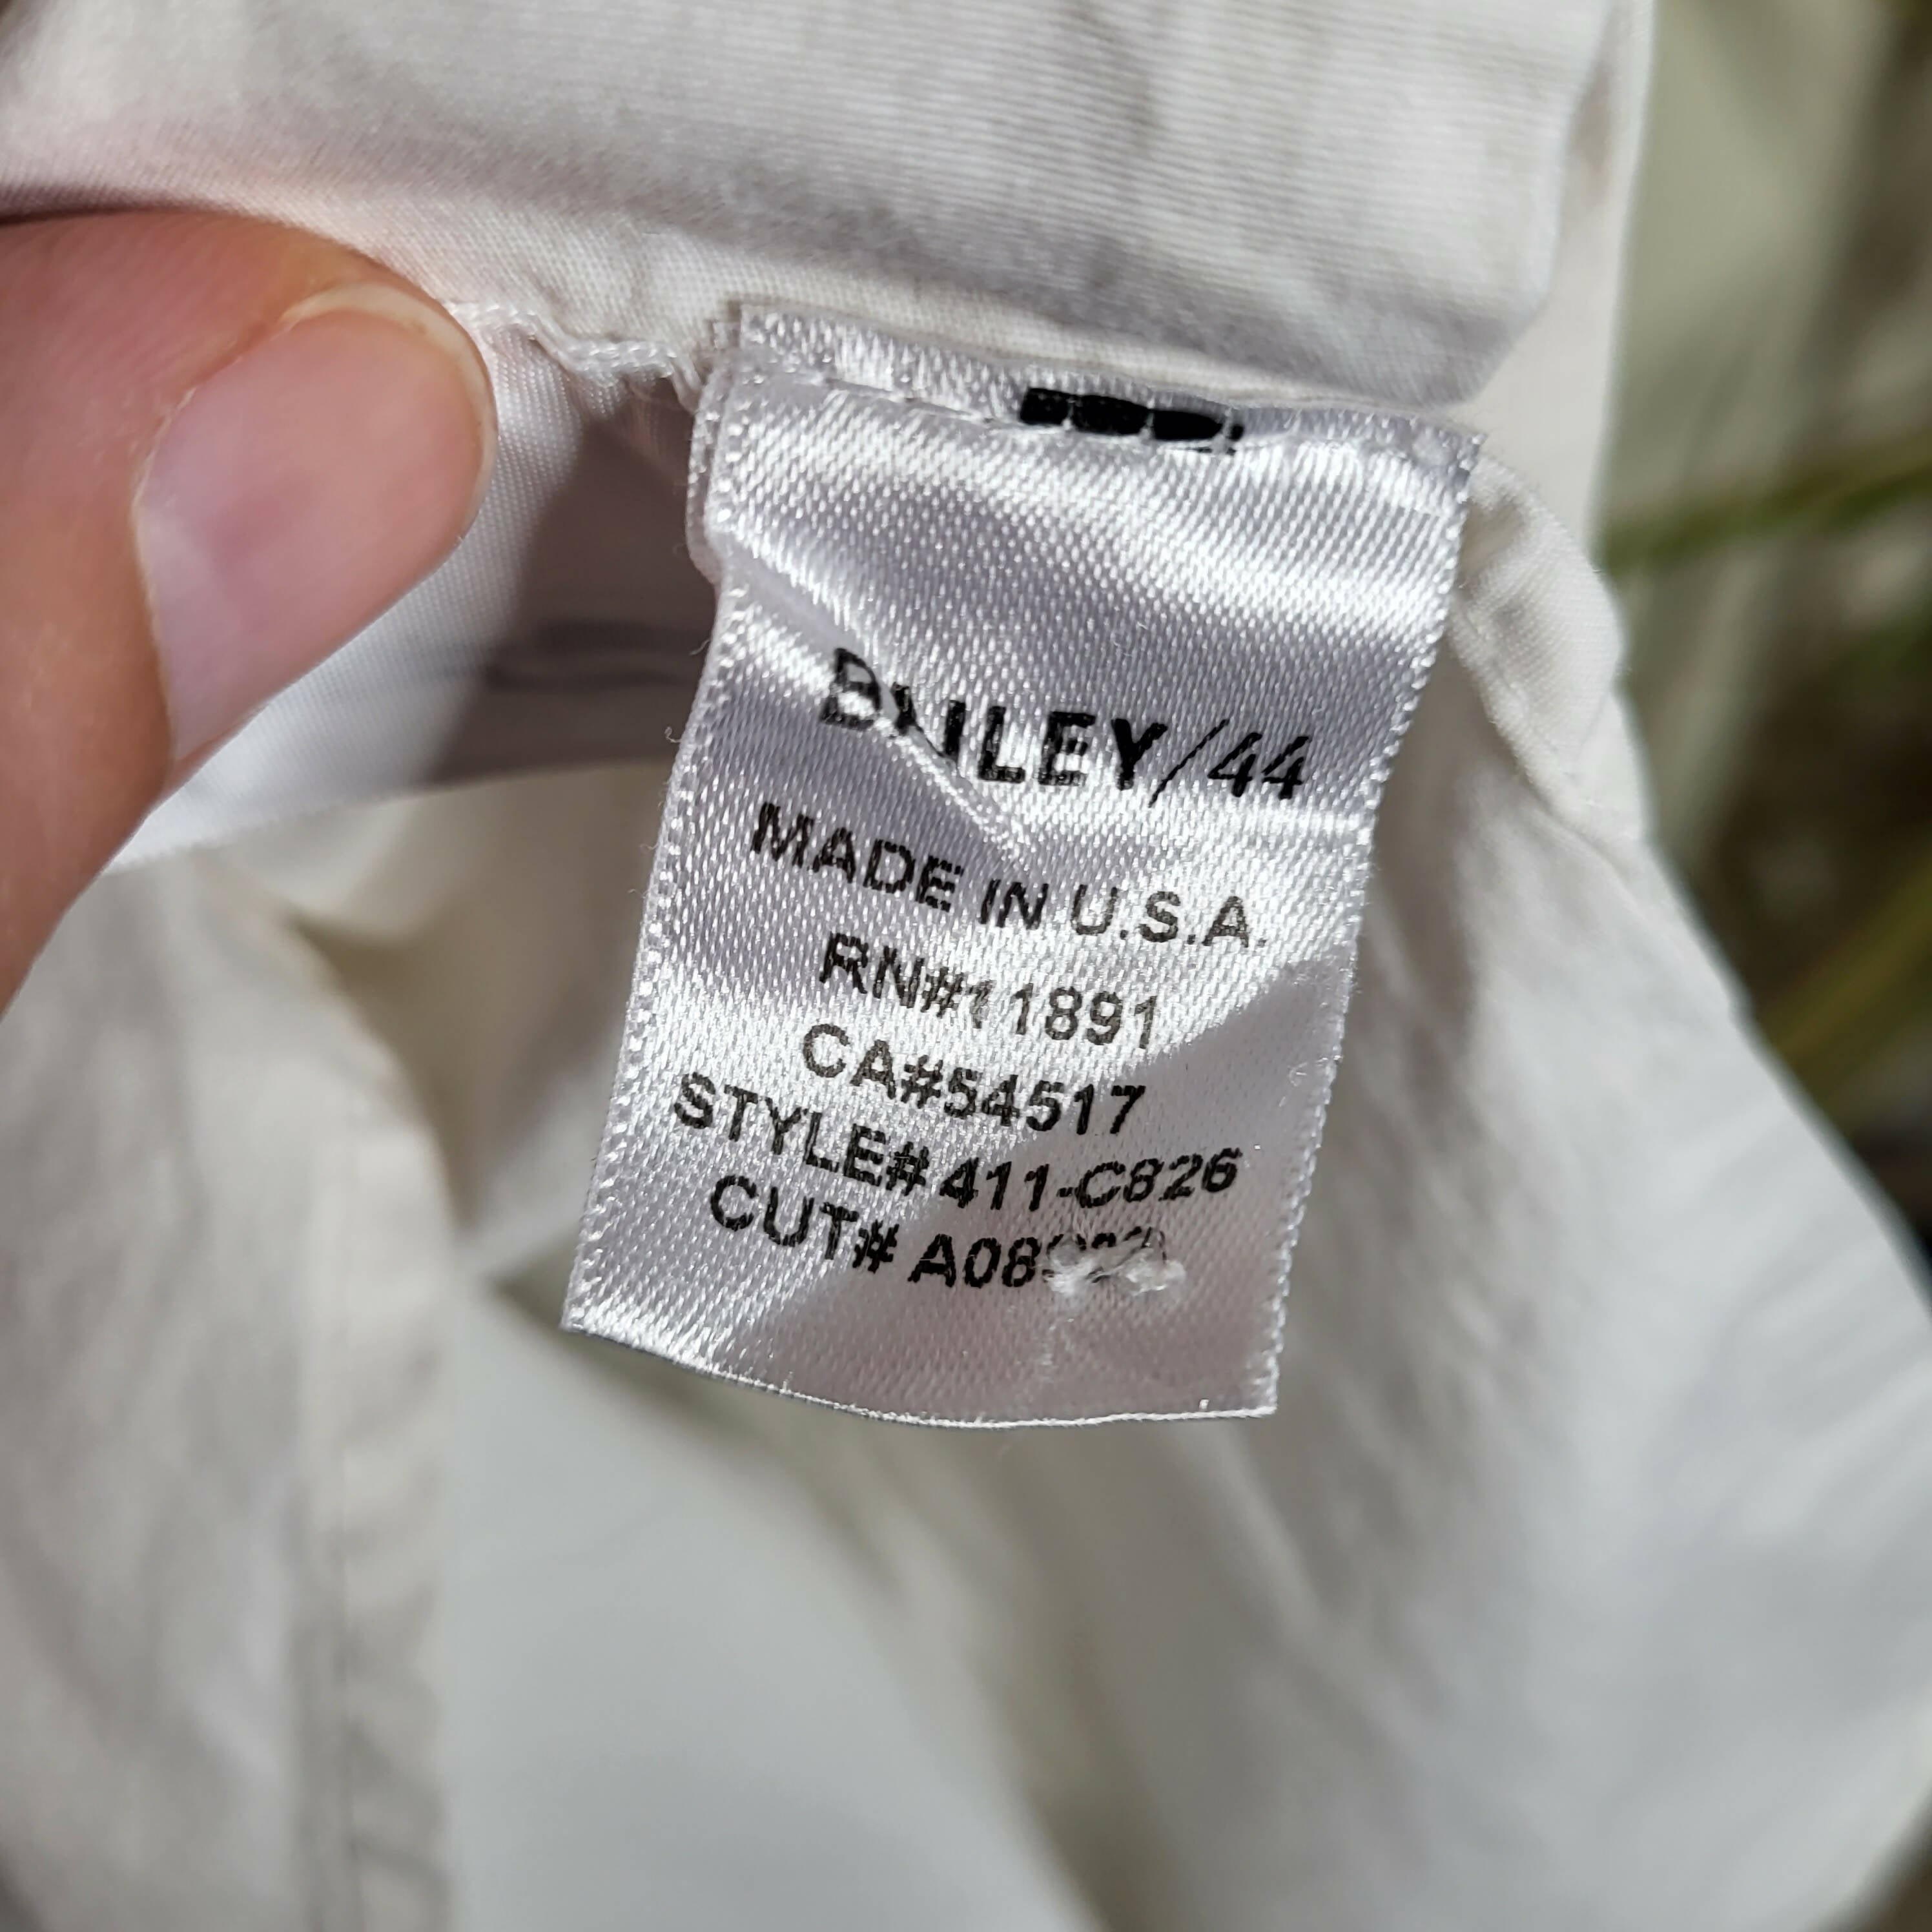 BAILEY/44
MADE IN U.S.A.
RN#11891
CA#54517
STYLE# 411-C826
CUT#